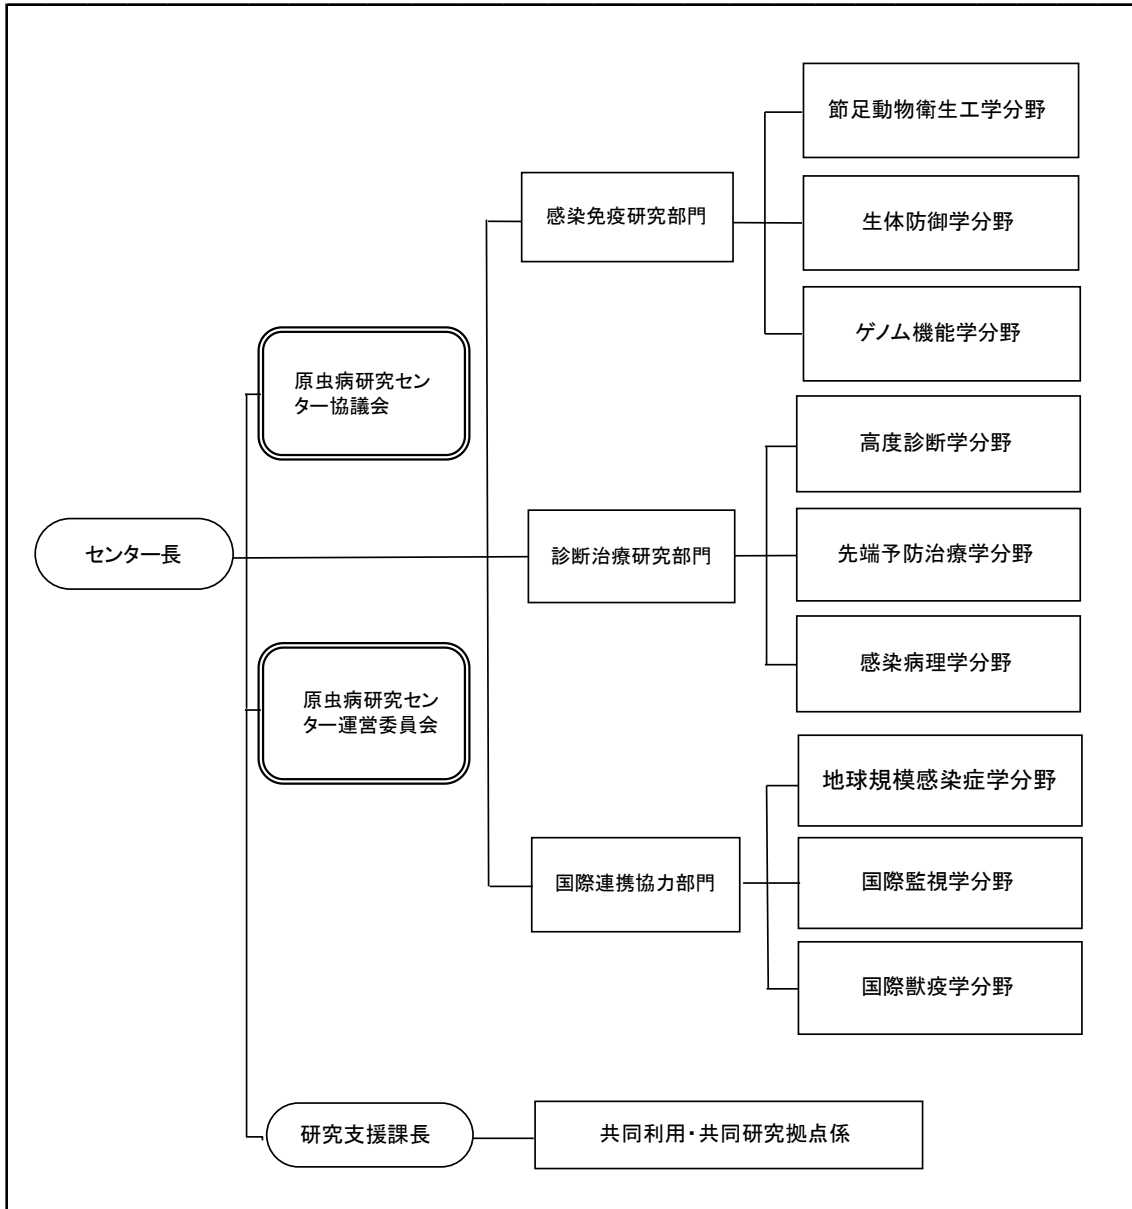 節足動物衛生工学分野
感染免疫研究部門
生体防御学分野
ゲノム機能学分野
原虫病研究セン
ター協議会
高度診断学分野
センター長
診断治療研究部門
先端予防治療学分野
感染病理学分野
原虫病研究セン
ター運営委員会
地球規模感染症学分野
国際連携協力部門
国際監視学分野
国際獣疫学分野
研究支援課長
共同利用・共同研究拠点係